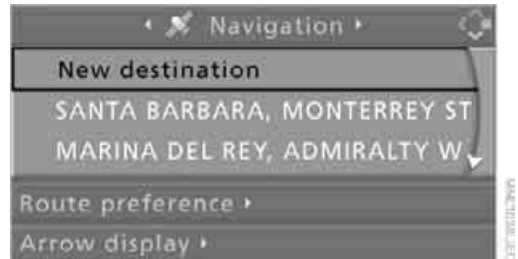 Navigation
New destination
SANTA BARBARA, MONTERREY ST
MARINA DEL REY, ADMIRALTY W
Route preference
Arrow display